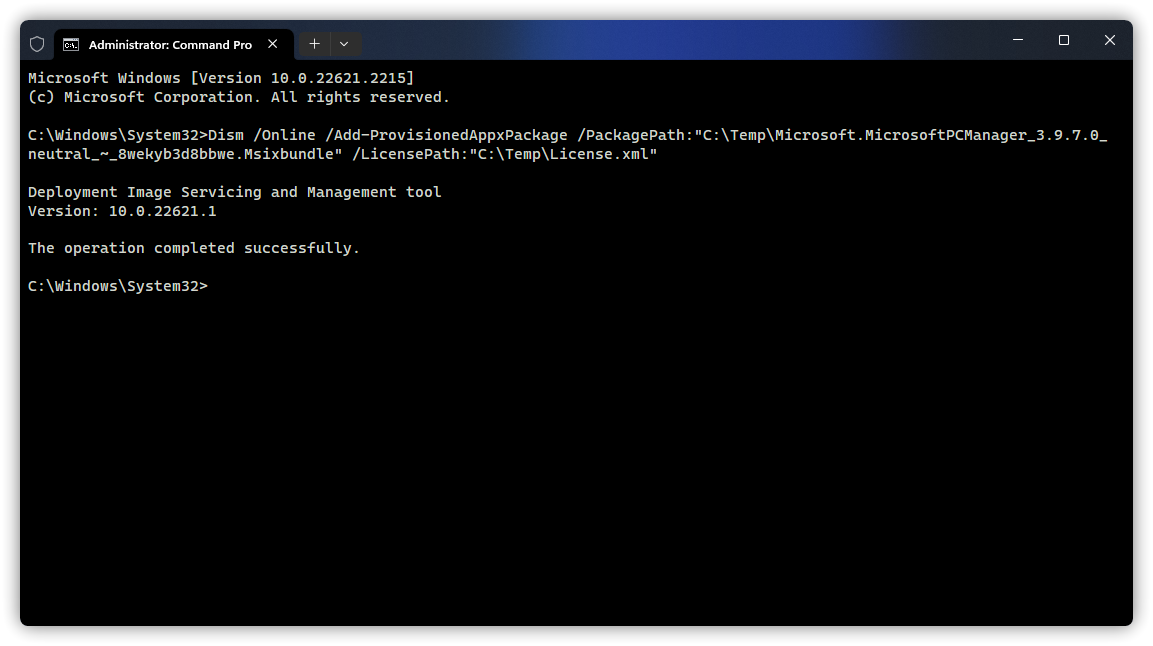 Administrator: Command Pro
Microsoft Windows [Version 10.0.22621.2215]
(c) Microsoft Corporation. All rights reserved.
C:\Windows\System32>Dism /Online /Add-ProvisionedAppxPackage /PackagePath:"C:\Temp\Microsoft.MicrosoftPCManager_3.9.7.0_
neutral_~_8wekyb3d8bbwe.Msixbundle" /LicensePath:"C:\Temp\License.xml"
Deployment Image Servicing and Management tool
Version: 10.0.22621.1
The operation completed successfully.
C:\Windows\System32>